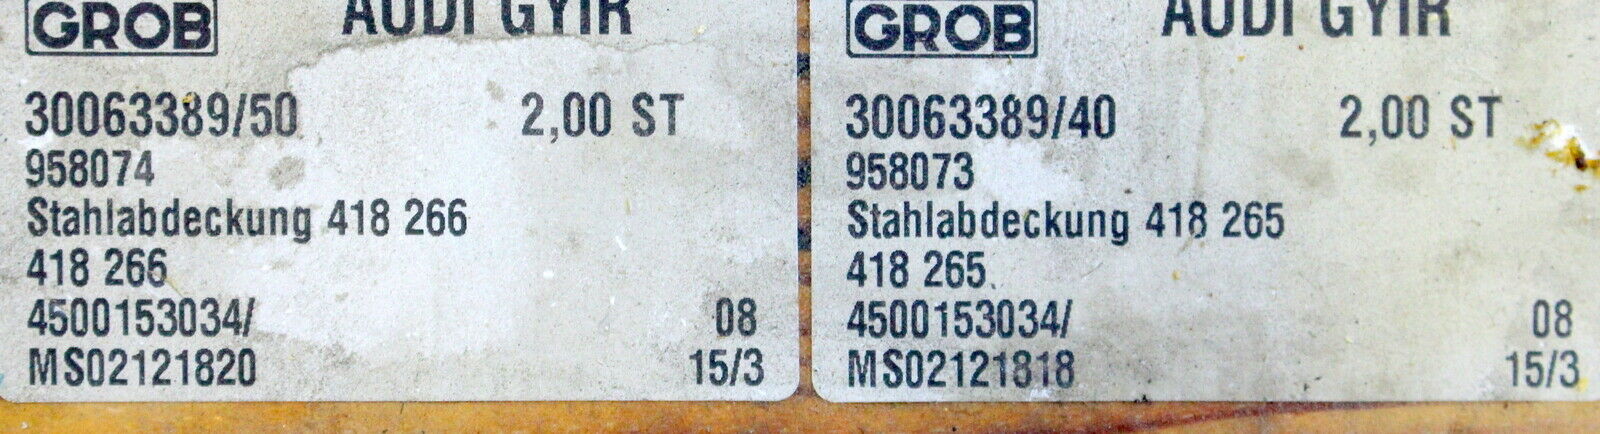 GROB AUDI GYIR
30063389/50 2,00 ST
958074
Stahlabdeckung 418 266
418 266
4500153034/ 08
MS02121820 15/3
GROB AUDI GYIR
30063389/40 2,00 ST
958073
Stahlabdeckung 418 265
418 265
4500153034/ 08
MS02121818 15/3